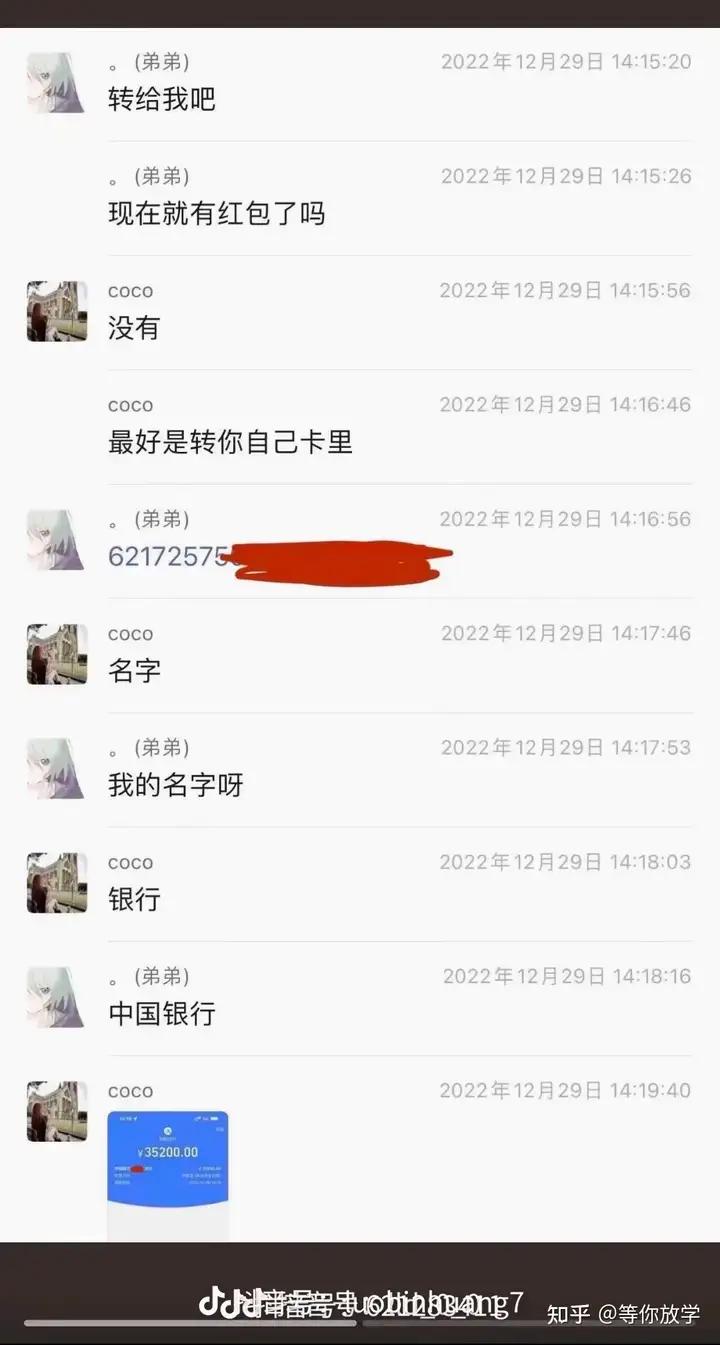 。(弟弟) 2022年12月29日 14:15:20
转给我吧
。(弟弟) 2022年12月29日 14:15:26
现在就有红包了吗
coco 2022年12月29日 14:15:56
没有
coco 2022年12月29日 14:16:46
最好是转你自己卡里
。(弟弟) 2022年12月29日 14:16:56
62172575
coco 2022年12月29日 14:17:46
名字
。(弟弟) 2022年12月29日 14:17:53
我的名字呀
coco 2022年12月29日 14:18:03
银行
。(弟弟) 2022年12月29日 14:18:16
中国银行
coco 2022年12月29日 14:19:40
¥35200.00
知乎 @等你放学